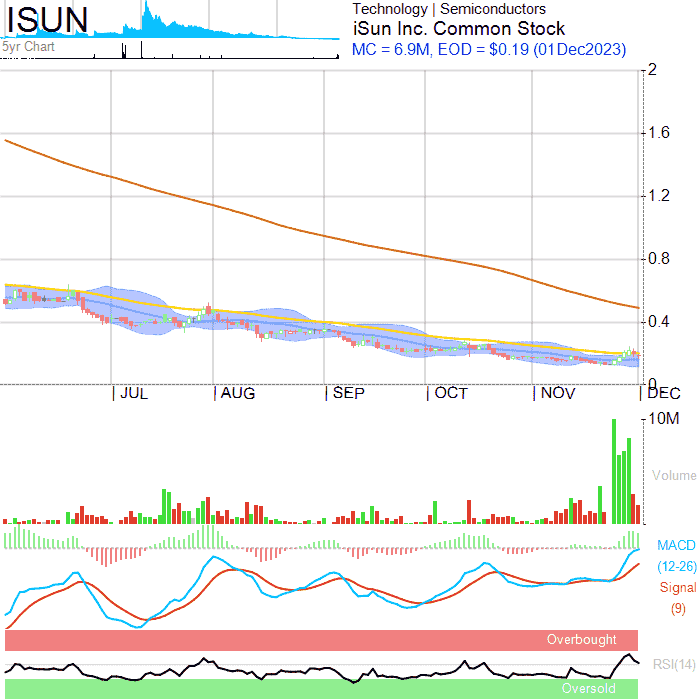 ISUN
5yr Chart
Technology | Semiconductors
iSun Inc. Common Stock
MC = 6.9M, EOD = $0.19 (01Dec2023)
2
1.6
1.2
0.8
0.4
0
JUL
AUG
SEP
OCT
NOV
DEC
10M
Volume
MACD
(12-26)
Signal
(9)
Overbought
RSI(14)
Oversold